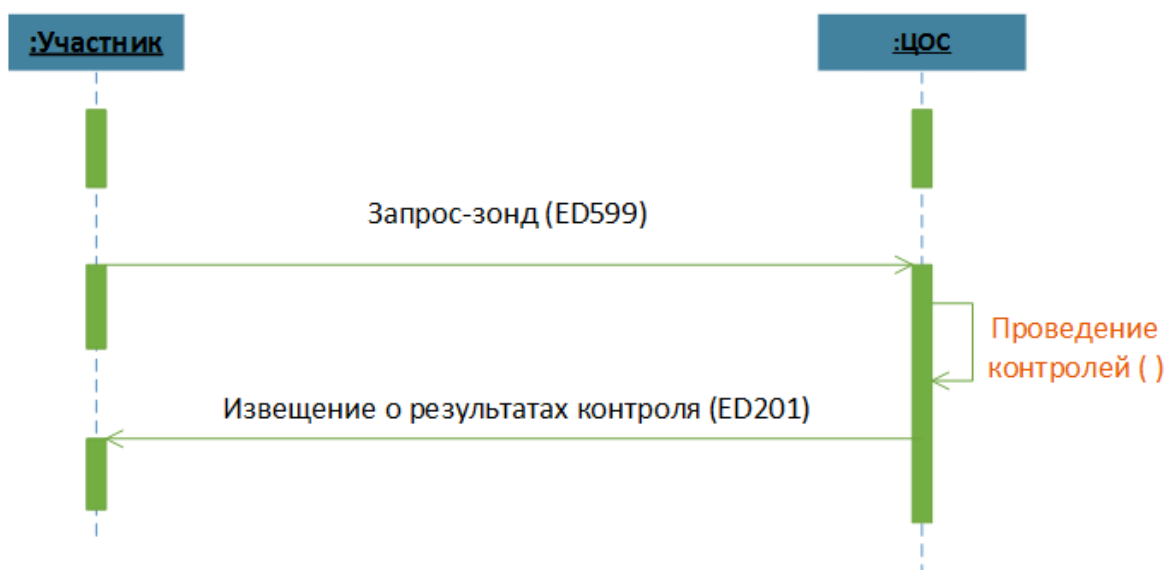 :Участник
:ЦОС
Запрос-зонд (ED599)
Проведение
контролей ( )
Извещение о результатах контроля (ED201)